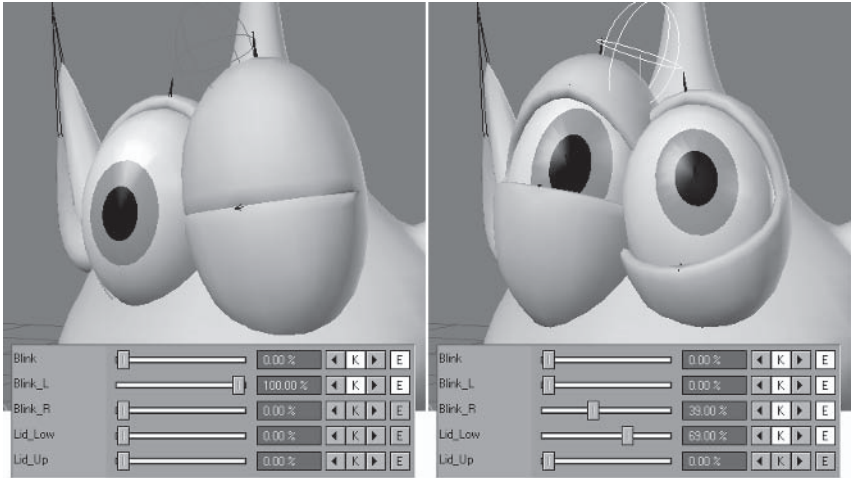 Blink 0.00 % K E
Blink_L 100.00 % K E
Blink_R 0.00 % K E
Lid_Low 0.00 % K E
Lid_Up 0.00 % K E
Blink 0.00 % K E
Blink_L 0.00 % K E
Blink_R 39.00 % K E
Lid_Low 69.00 % K E
Lid_Up 0.00 % K E